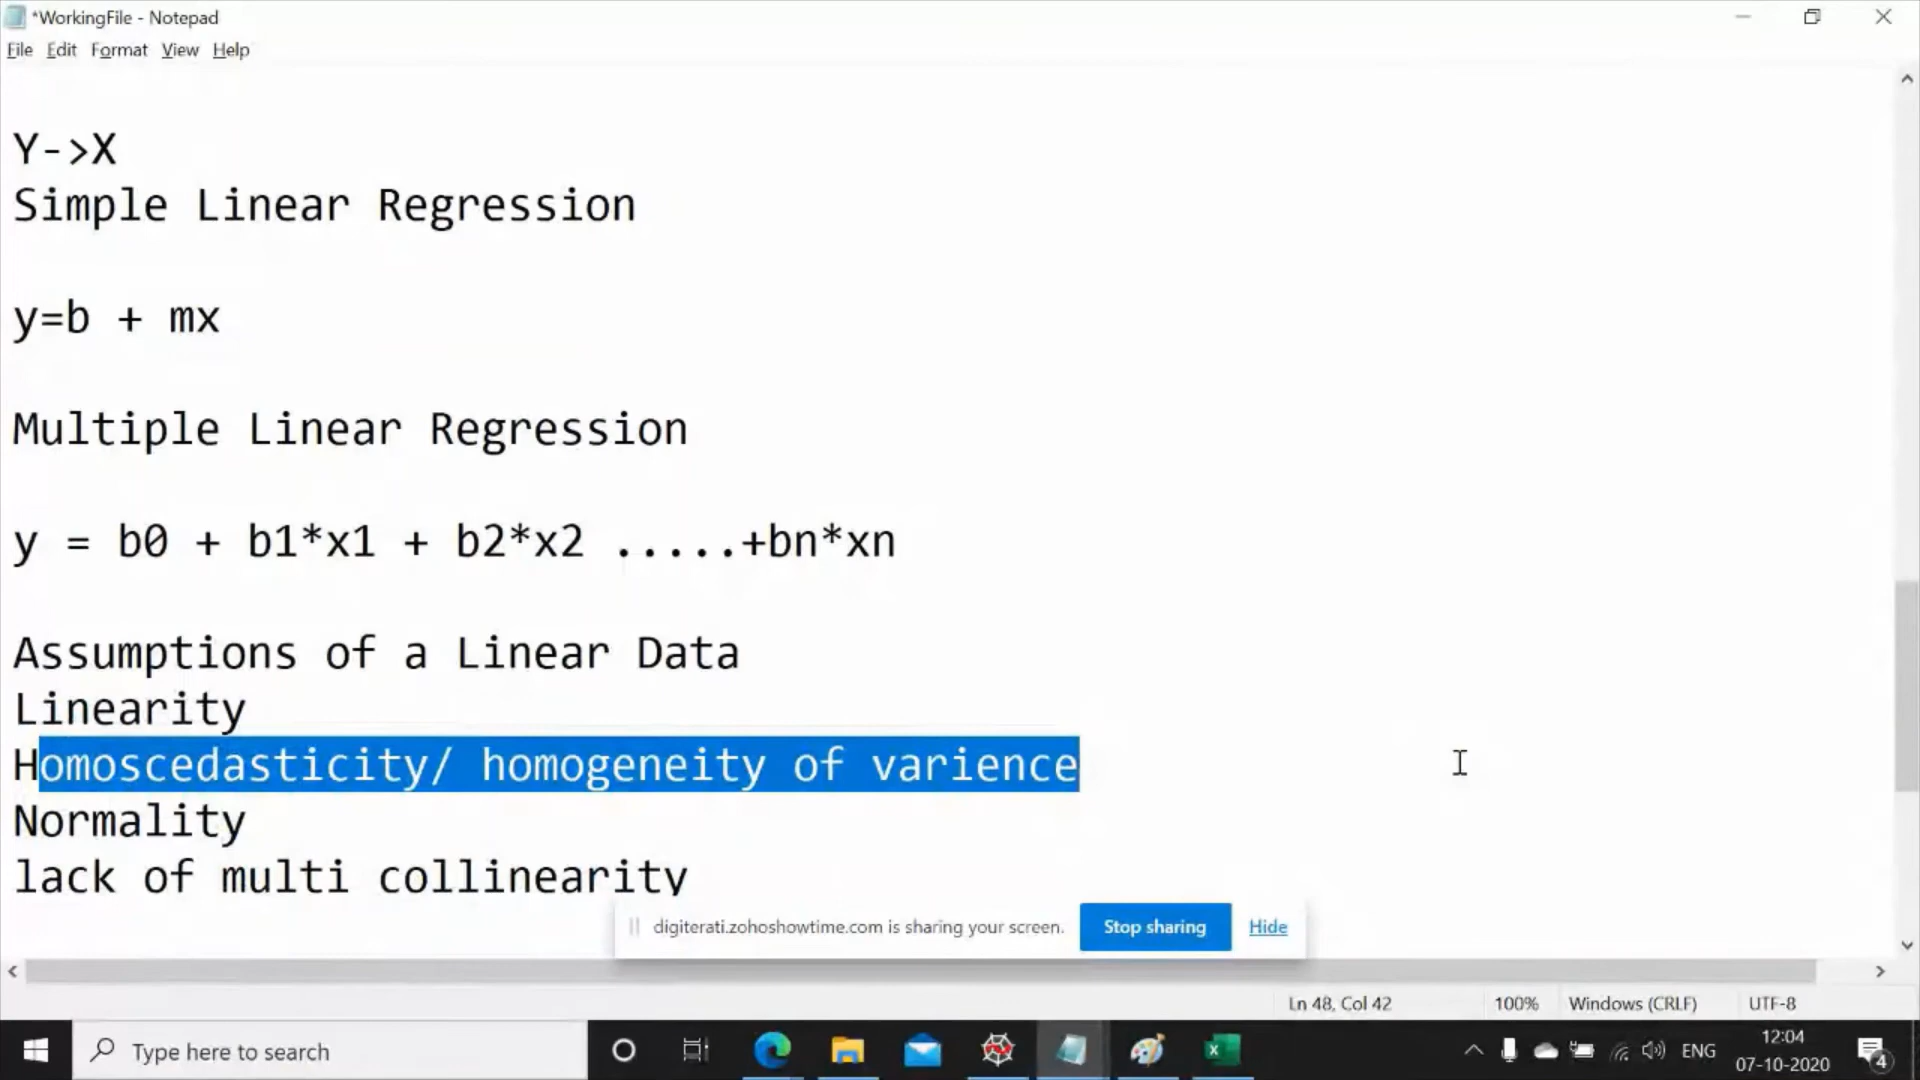 *WorkingFile - Notepad
File Edit Format View Help
Y->X
Simple Linear Regression
y=b + mx
Multiple Linear Regression
y = b0 + b1*x1 + b2*x2 .....+bn*xn
Assumptions of a Linear Data
Linearity
Homoscedasticity/ homogeneity of varience
Normality
lack of multi collinearity
digiterati.zohoshowtime.com is sharing your screen. Stop sharing Hide
Ln 48, Col 42 100% Windows (CRLF) UTF-8
Type here to search
ENG
12:04
07-10-2020
4